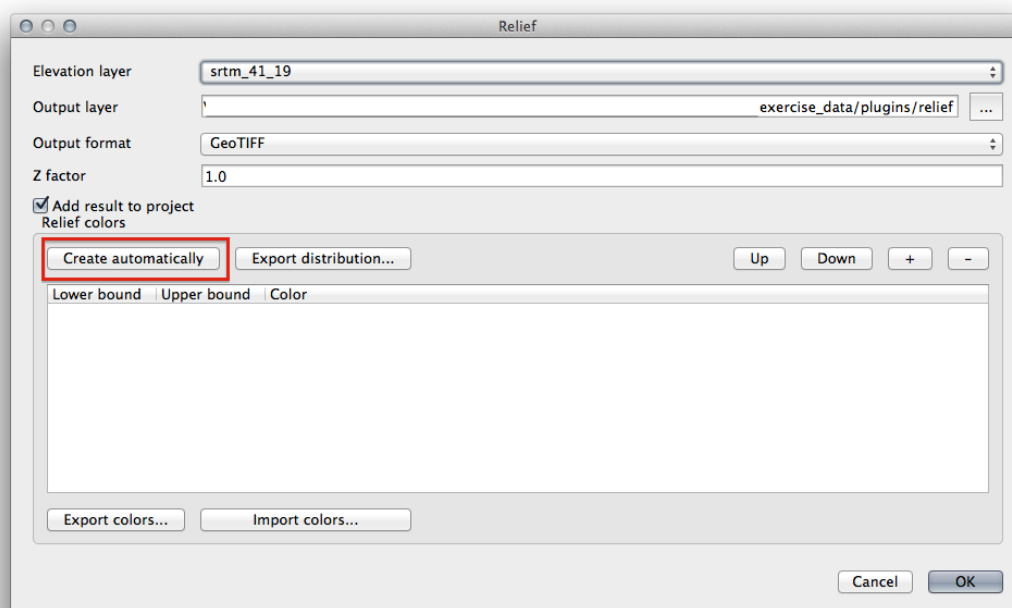 Relief
Elevation layer srtm_41_19
Output layer exercise_data/plugins/relief ...
Output format GeoTIFF
Z factor 1.0
Add result to project
Relief colors
Create automatically Export distribution... Up Down + -
Lower bound Upper bound Color
Export colors... Import colors...
Cancel OK